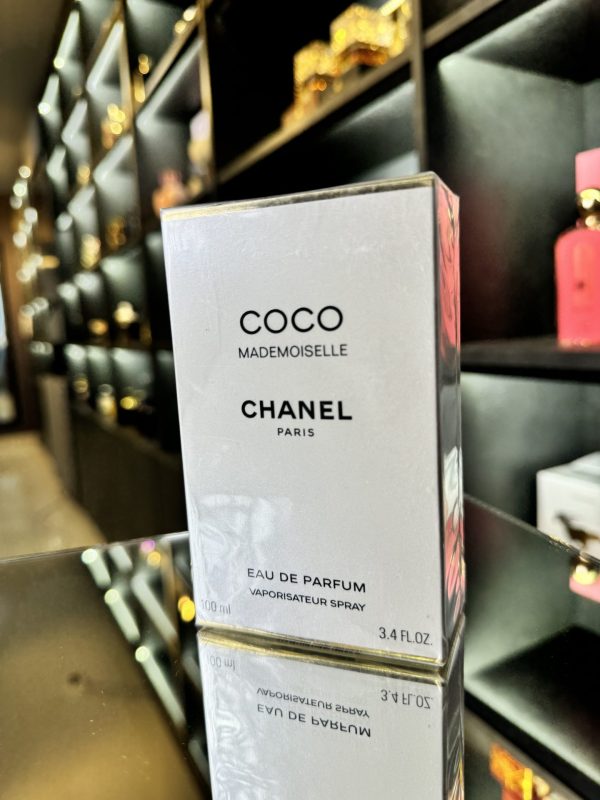 COCO
MADEMOISELLE
CHANEL
PARIS
EAU DE PARFUM
VAPORISATEUR SPRAY
100 ml
3.4 FL.OZ.